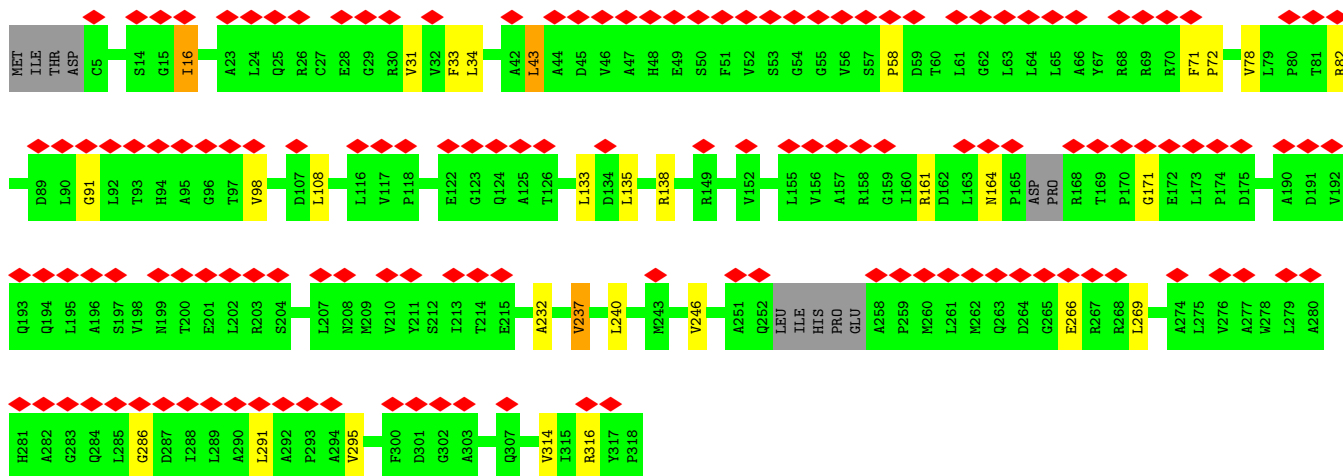 MET ILE THR ASP C5 S14 G15 I16 A23 L24 Q25 R26 C27 E28 G29 R30 V31 V32 F33 L34 A42 L43 A44 D45 V46 A47 H48 E49 S50 F51 V52 S53 G54 G55 V56 S57 P58 D59 T60 L61 G62 L63 L64 L65 A66 Y67 R68 R69 R70 F71 P72 V78 L79 P80 T81 R82
D89 L90 G91 L92 T93 H94 A95 G96 T97 V98 D107 L108 L116 V117 P118 E122 G123 Q124 A125 T126 L133 D134 L135 R138 R149 V152 L155 V156 A157 R158 G159 I160 R161 D162 L163 N164 P165 ASP PRO R168 T169 P170 G171 E172 L173 P174 D175 A190 D191 V192
Q193 Q194 L195 A196 S197 V198 N199 T200 E201 L202 R203 S204 L207 N208 M209 V210 Y211 S212 I213 T214 E215 A232 V237 L240 M243 V246 A251 Q252 LEU ILE HIS PRO GLU A258 P259 M260 L261 M262 Q263 D264 G265 E266 R267 R268 L269 A274 L275 V276 A277 W278 L279 A280
H281 A282 G283 Q284 L285 G286 D287 I288 L289 A290 L291 A292 P293 A294 V295 F300 D301 G302 A303 Q307 V314 I315 R316 Y317 P318